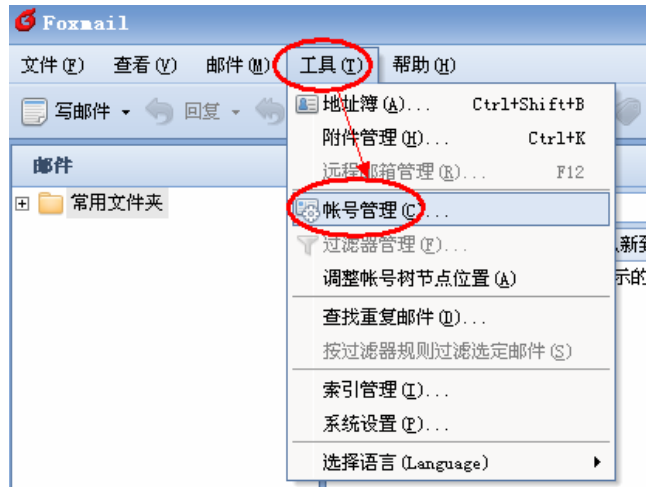 Foxmail
文件(F) 查看(V) 邮件(M) 工具(T) 帮助(H)
写邮件 回复
地址簿(A)... Ctrl+Shift+B
附件管理(H)... Ctrl+K
远程邮箱管理(R)... F12
邮件
常用文件夹
帐号管理(C)...
过滤器管理(F)...
调整帐号树节点位置(A)
示的
查找重复邮件(D)...
按过滤器规则过滤选定邮件(S)
索引管理(I)...
系统设置(P)...
选择语言(Language)